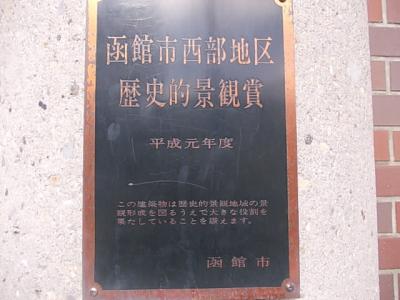 函館市西部地区
歴史的景観賞
平成元年度
この建築物は歴史的景観地域の景
観形成を図るうえで大きな役割を
果たしていることを讃えます。
函館市